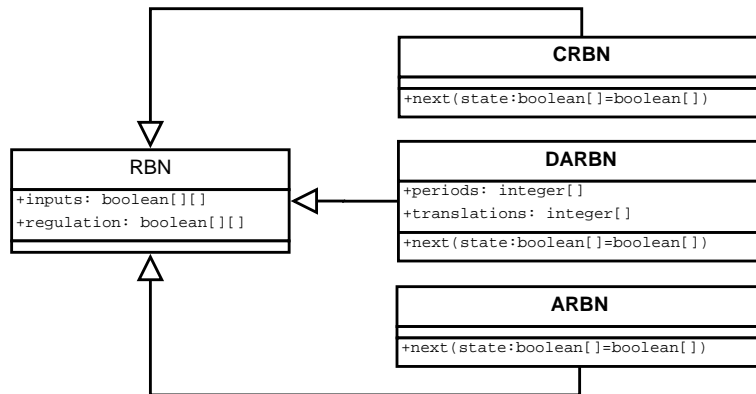 CRBN
+next(state:boolean[]=boolean[])
RBN
+inputs: boolean[][]
+regulation: boolean[][]
DARBN
+periods: integer[]
+translations: integer[]
+next(state:boolean[]=boolean[])
ARBN
+next(state:boolean[]=boolean[])